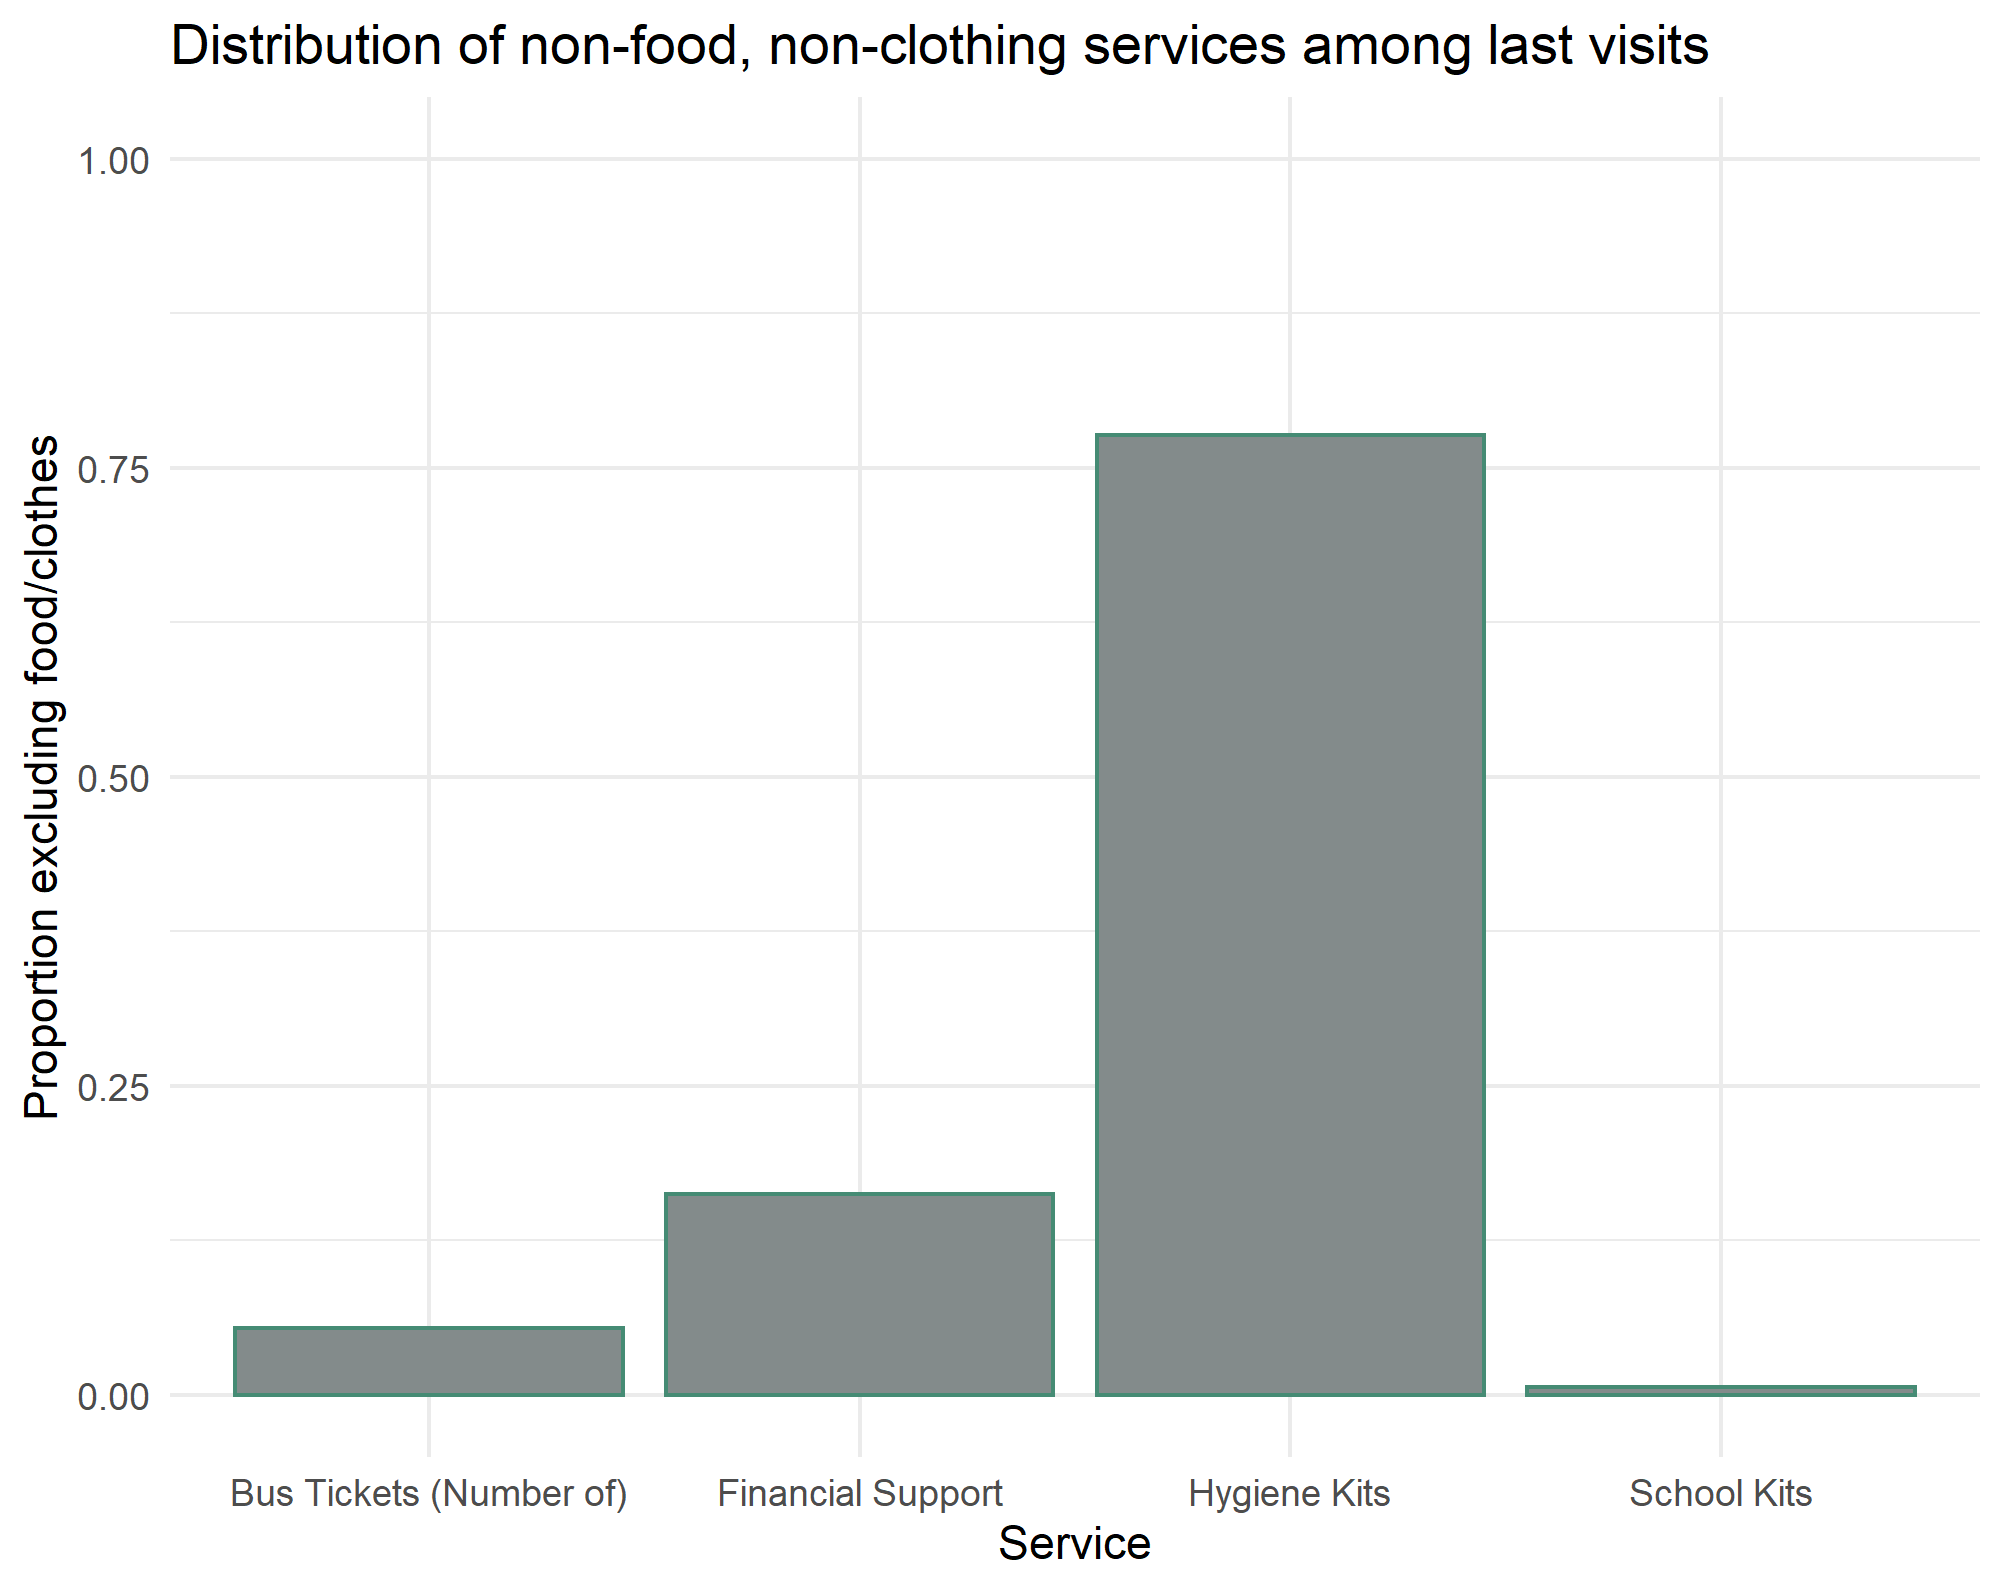 Distribution of non-food, non-clothing services among last visits
Proportion excluding food/clothes
1.00
0.75
0.50
0.25
0.00
Bus Tickets (Number of)
Financial Support
Hygiene Kits
School Kits
Service